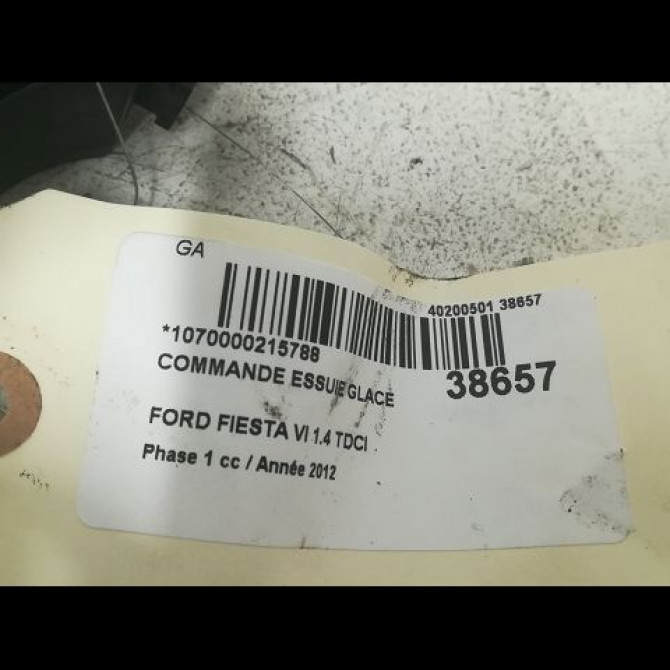 GA
40200501 38657
*1070000215788
38657
COMMANDE ESSUIE GLACE
FORD FIESTA VI 1.4 TDCI
Phase 1 cc / Année 2012